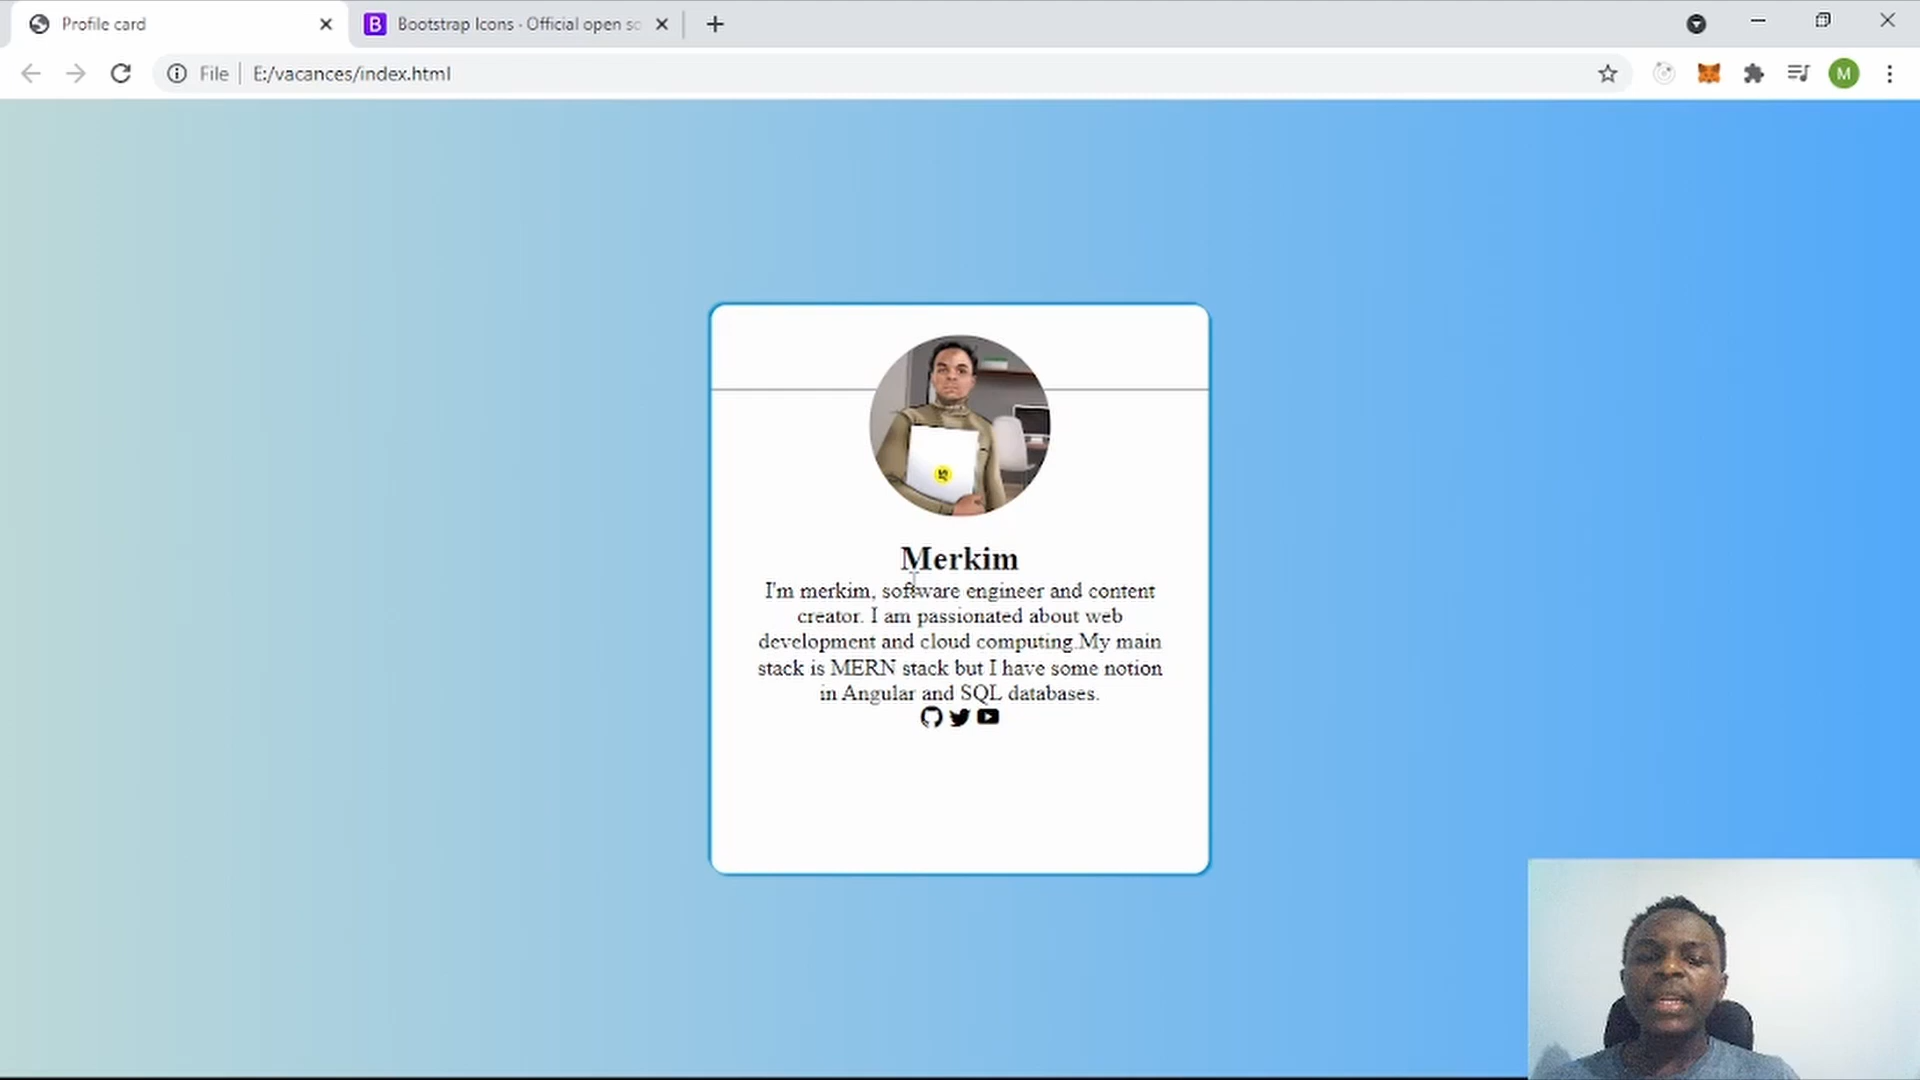 Profile card
Bootstrap Icons · Official open so
File
E:/vacances/index.html
M
Merkim
I'm merkim, software engineer and content
creator. I am passionated about web
development and cloud computing.My main
stack is MERN stack but I have some notion
in Angular and SQL databases.